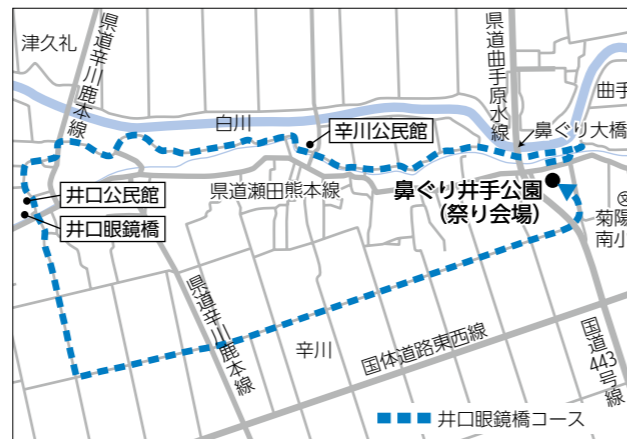 津久礼
県道辛川鹿本線
県道曲手原水線
曲手
白川
辛川公民館
鼻ぐり大橋
井口公民館
県道瀬田熊本線
鼻ぐり井手公園
(祭り会場)
井口眼鏡橋
菊陽
南小
県道辛川鹿本線
辛川
国体道路東西線
国道443号線
井口眼鏡橋コース